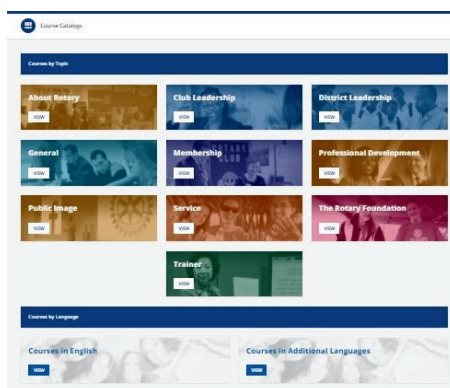 Course Catalogs
Courses by Topic
About Rotary
VIEW
Club Leadership
VIEW
District Leadership
VIEW
General
VIEW
Membership
VIEW
Professional Development
VIEW
Public Image
VIEW
Service
VIEW
The Rotary Foundation
VIEW
Trainer
VIEW
Courses by Language
Courses in English
VIEW
Courses in Additional Languages
VIEW